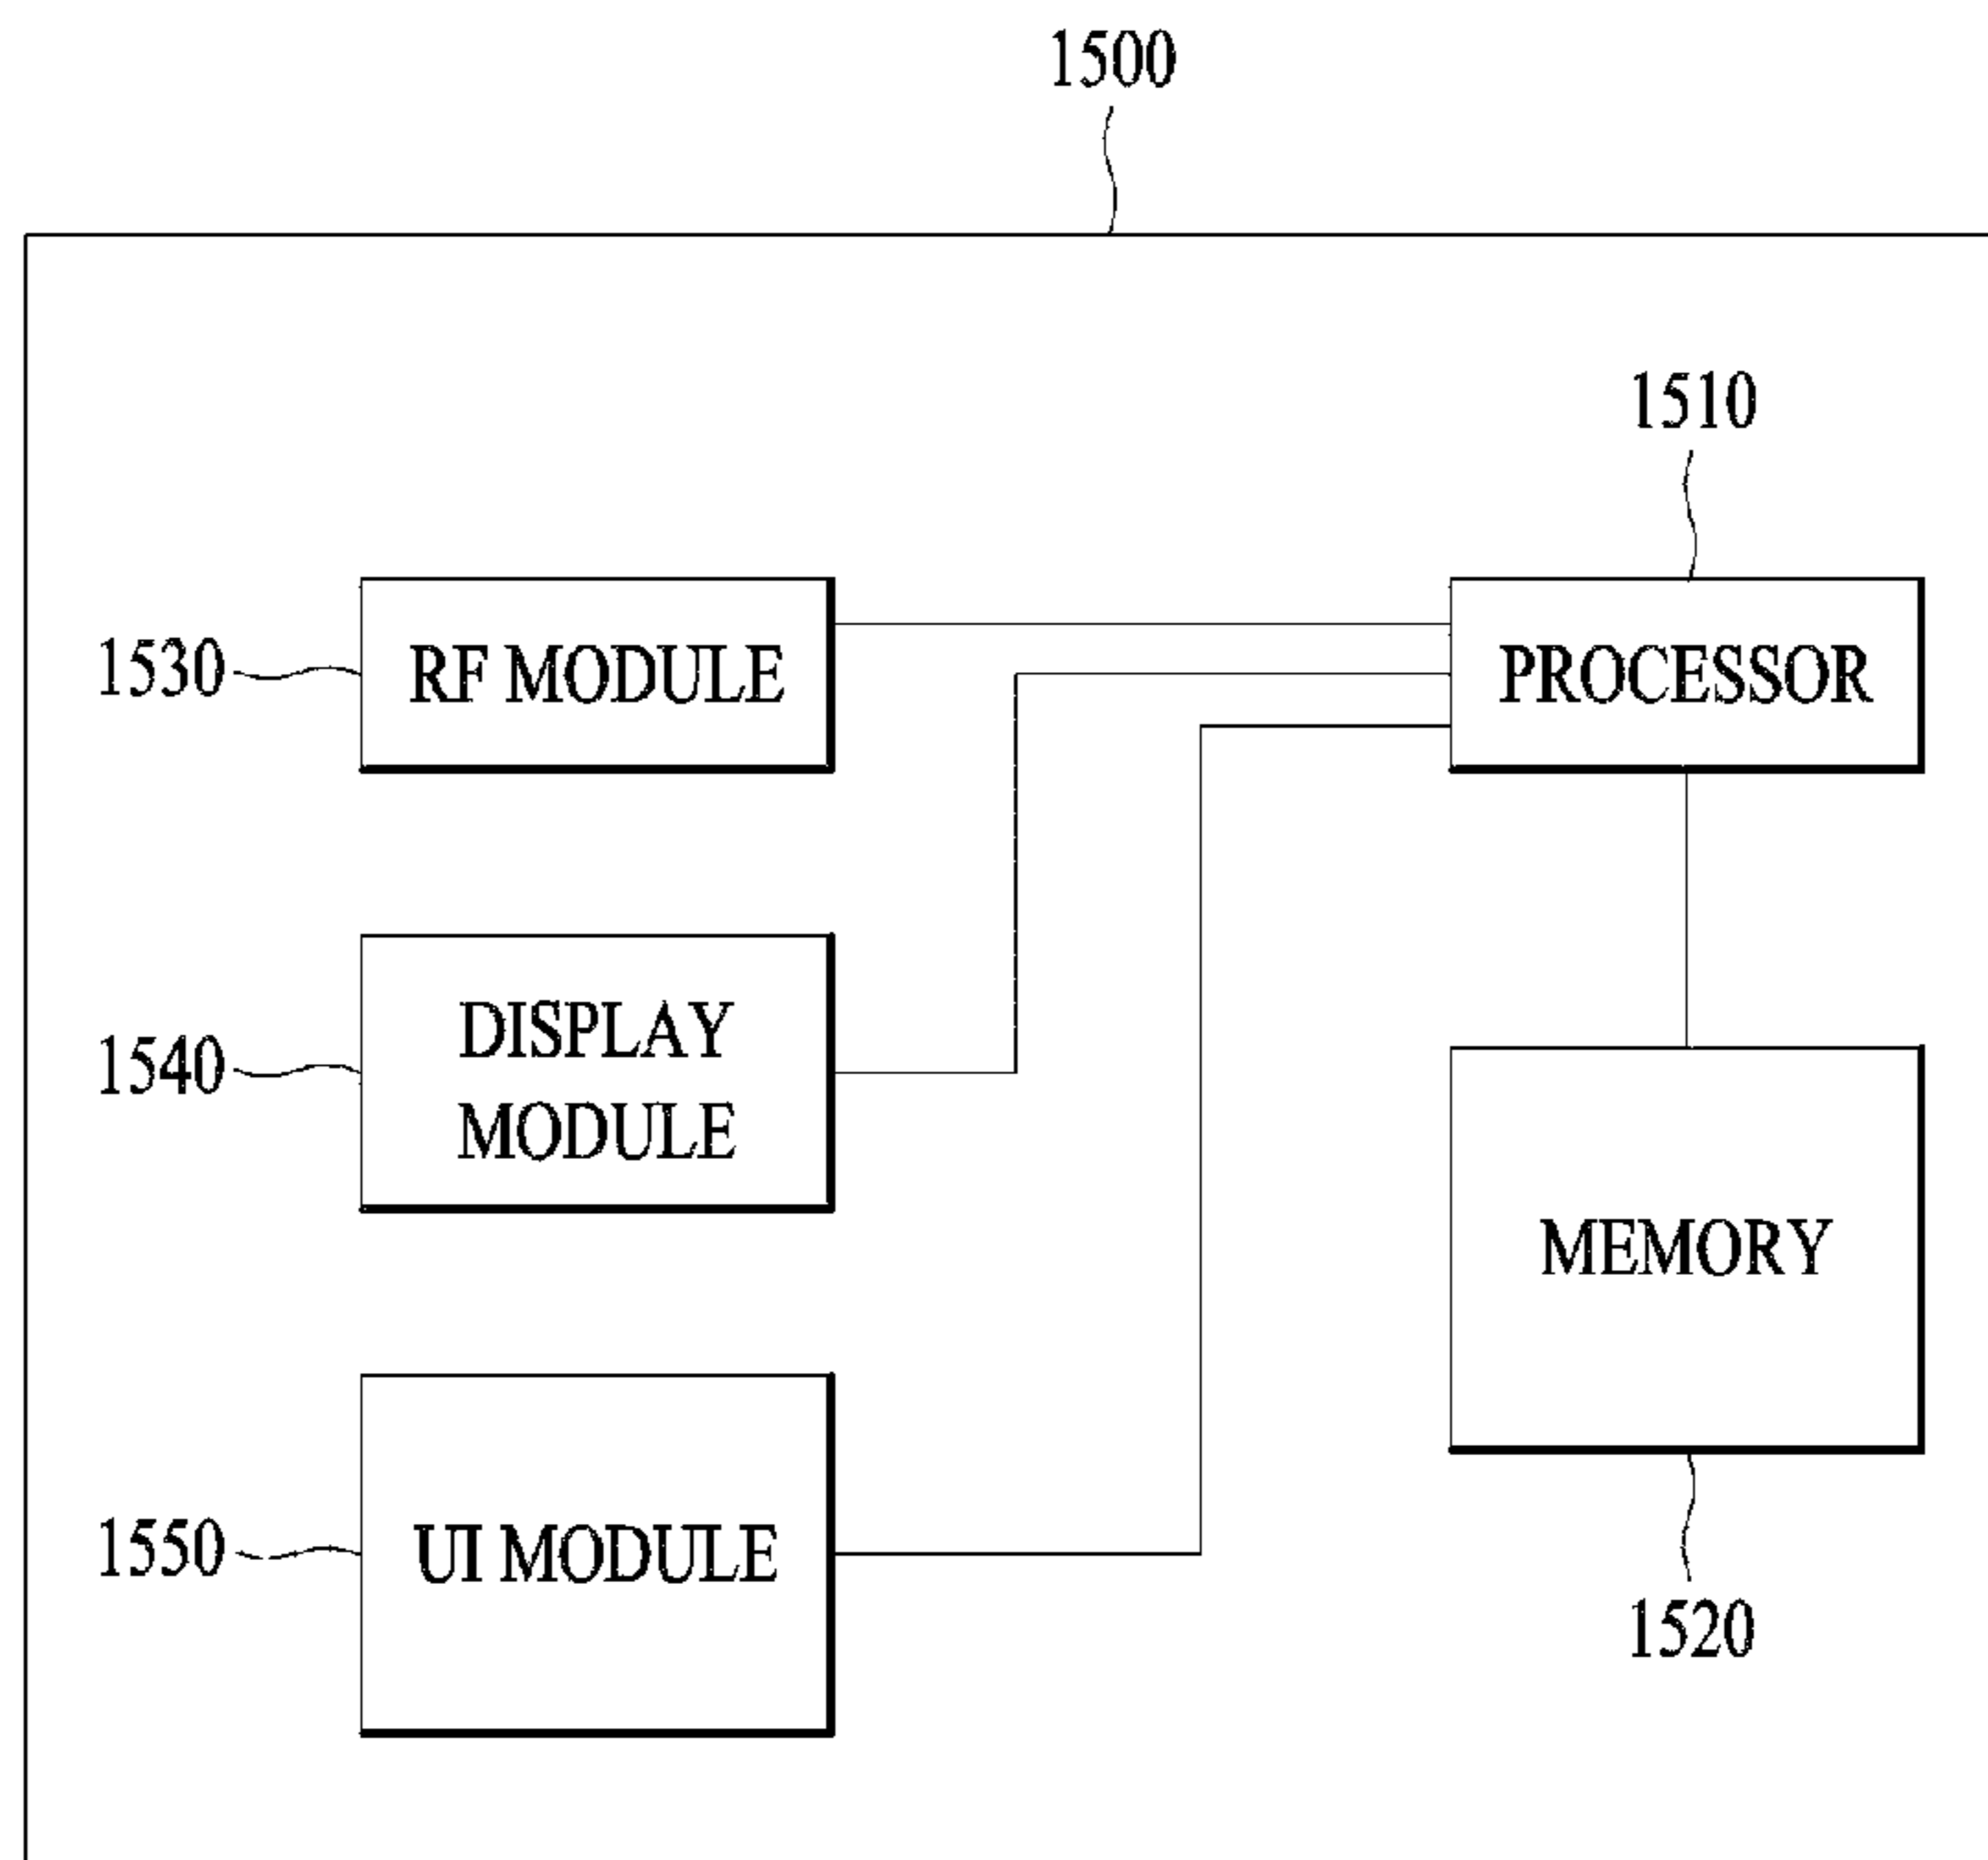 1500
1510
1530
RF MODULE
PROCESSOR
1540
DISPLAY
MODULE
MEMORY
1550
UI MODULE
1520